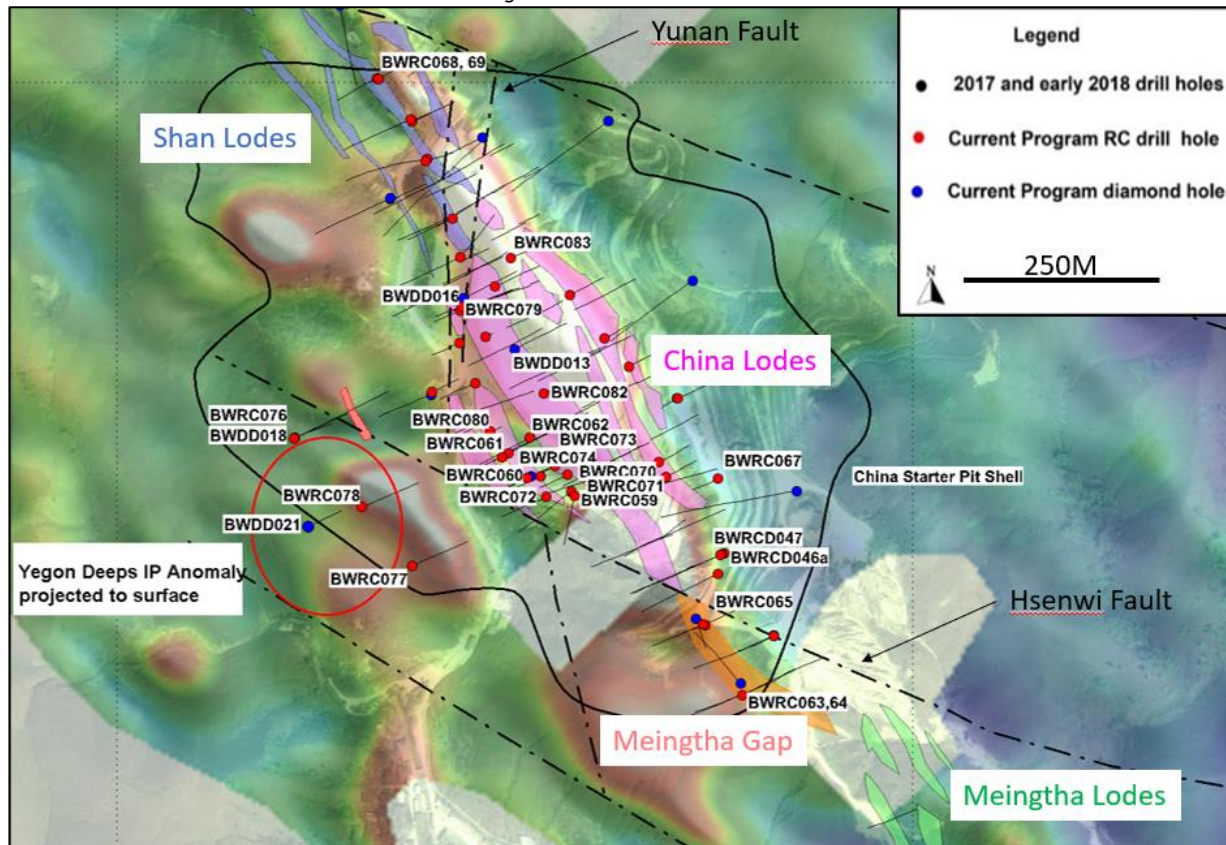 Yunan Fault
Legend
2017 and early 2018 drill holes
Current Program RC drill hole
Current Program diamond hole
N
250M
BWRC068, 69
Shan Lodes
BWRC083
BWDD016
BWRC079
BWDD013
China Lodes
BWRC082
BWRC076
BWDD018
BWRC080
BWRC062
BWRC061
BWRC073
BWRC074
BWRC060
BWRC070
BWRC067
BWRC071
BWRC072
BWRC059
China Starter Pit Shell
BWRC078
BWDD021
BWRCD047
BWRCD046a
Yegon Deeps IP Anomaly
projected to surface
BWRC077
BWRC065
Hsenwi Fault
BWRC063,64
Meingtha Gap
Meingtha Lodes